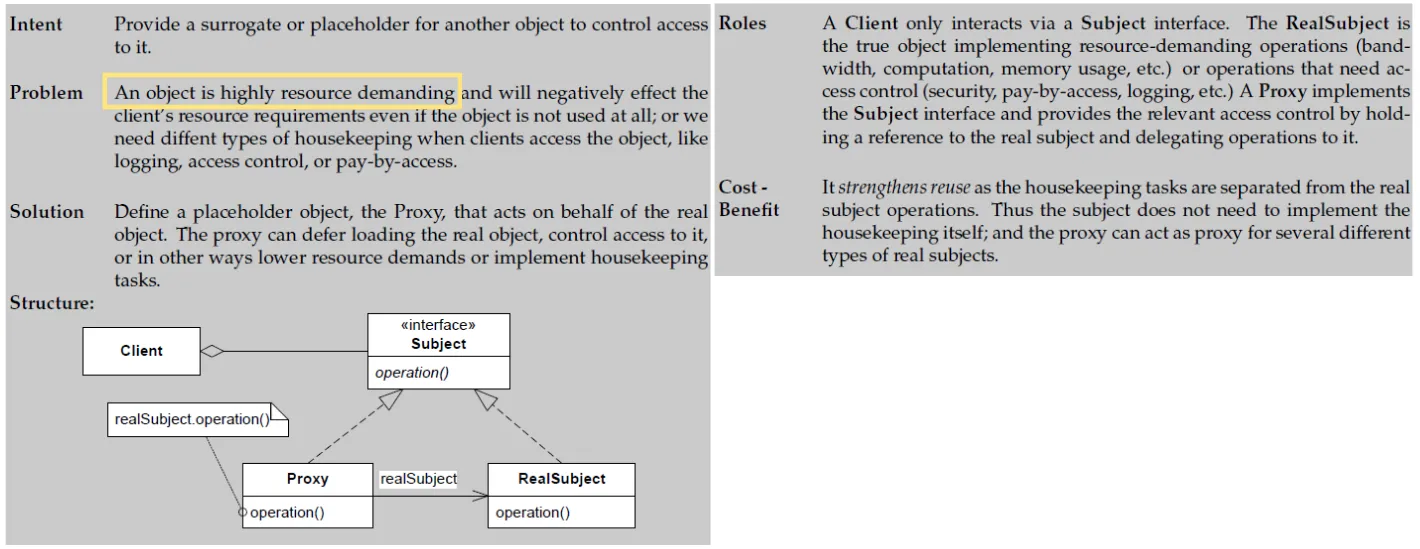 Intent Provide a surrogate or placeholder for another object to control access
to it.
Problem An object is highly resource demanding and will negatively effect the
client's resource requirements even if the object is not used at all; or we
need diffent types of housekeeping when clients access the object, like
logging, access control, or pay-by-access.
Solution Define a placeholder object, the Proxy, that acts on behalf of the real
object. The proxy can defer loading the real object, control access to it,
or in other ways lower resource demands or implement housekeeping
tasks.
Structure:
Client
«interface»
Subject
operation()
realSubject.operation()
Proxy
operation()
realSubject
RealSubject
operation()
Roles A Client only interacts via a Subject interface. The RealSubject is
the true object implementing resource-demanding operations (band-
width, computation, memory usage, etc.) or operations that need ac-
cess control (security, pay-by-access, logging, etc.) A Proxy implements
the Subject interface and provides the relevant access control by hold-
ing a reference to the real subject and delegating operations to it.
Cost - It strengthens reuse as the housekeeping tasks are separated from the real
Benefit subject operations. Thus the subject does not need to implement the
housekeeping itself; and the proxy can act as proxy for several different
types of real subjects.